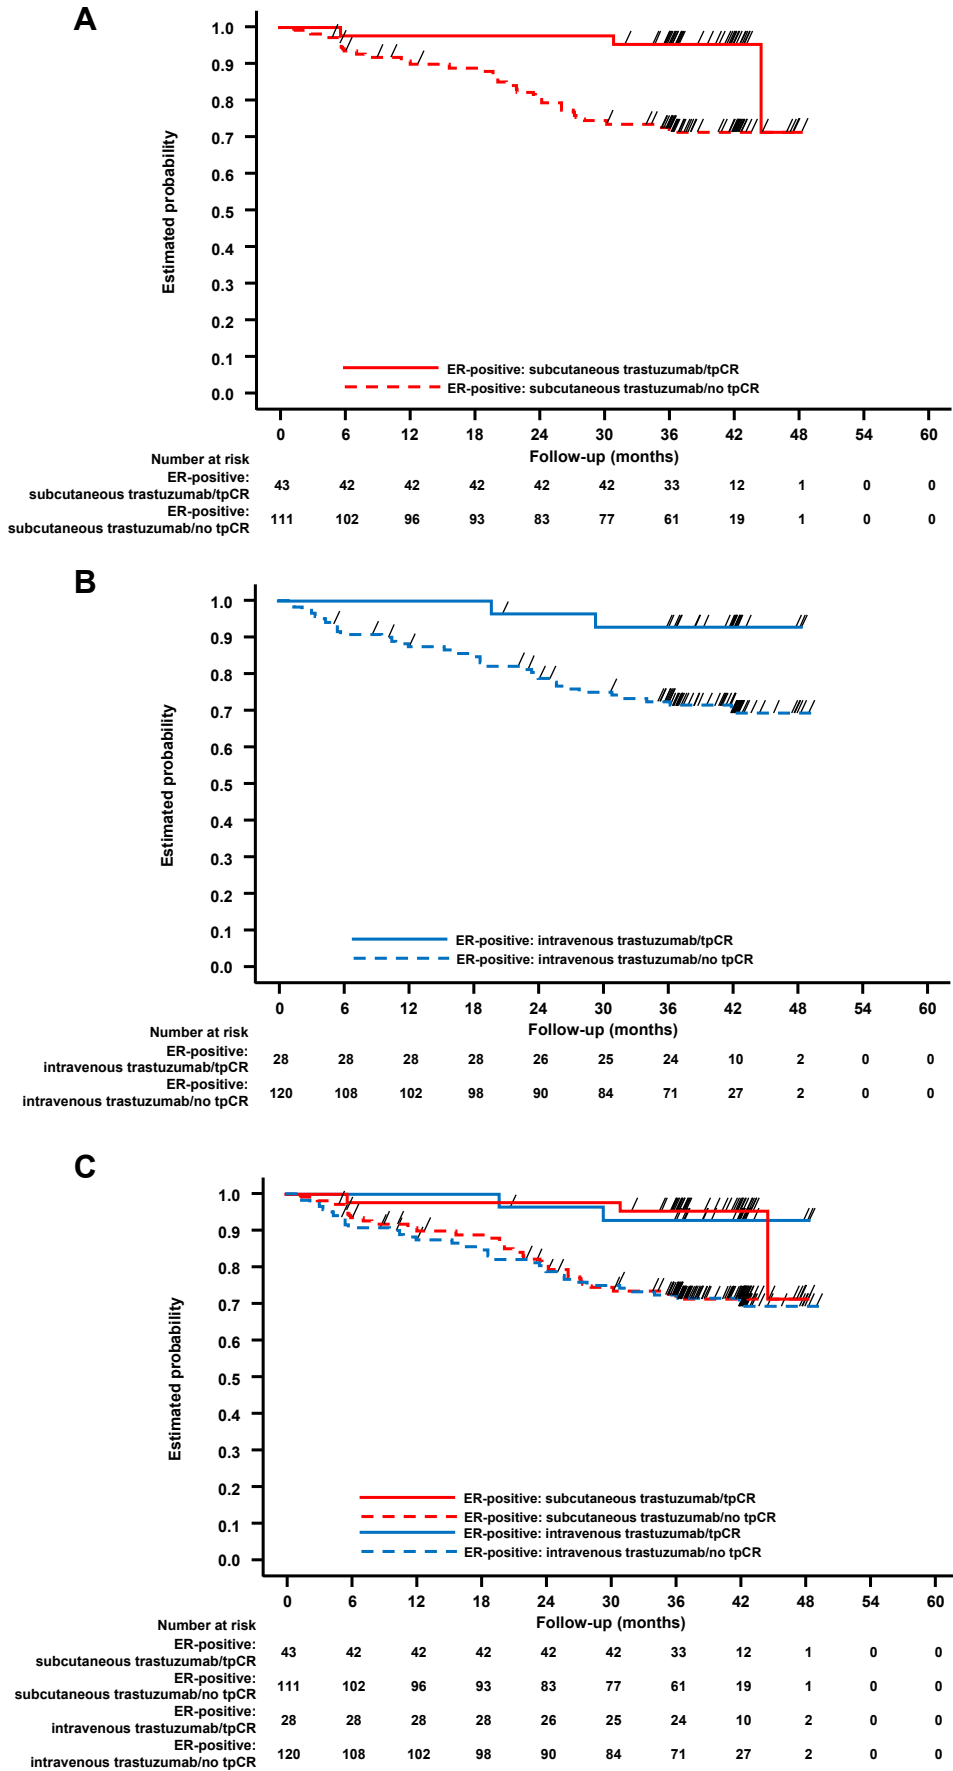 A
1.0
0.9
0.8
0.7
0.6
0.5
0.4
0.3
0.2
0.1
0.0
Estimated probability
ER-positive: subcutaneous trastuzumab/tpCR
ER-positive: subcutaneous trastuzumab/no tpCR
0 6 12 18 24 30 36 42 48 54 60
Follow-up (months)
Number at risk
ER-positive:
subcutaneous trastuzumab/tpCR 43 42 42 42 42 42 33 12 1 0 0
ER-positive:
subcutaneous trastuzumab/no tpCR 111 102 96 93 83 77 61 19 1 0 0
B
1.0
0.9
0.8
0.7
0.6
0.5
0.4
0.3
0.2
0.1
0.0
Estimated probability
ER-positive: intravenous trastuzumab/tpCR
ER-positive: intravenous trastuzumab/no tpCR
0 6 12 18 24 30 36 42 48 54 60
Follow-up (months)
Number at risk
ER-positive:
intravenous trastuzumab/tpCR 28 28 28 28 26 25 24 10 2 0 0
ER-positive:
intravenous trastuzumab/no tpCR 120 108 102 98 90 84 71 27 2 0 0
C
1.0
0.9
0.8
0.7
0.6
0.5
0.4
0.3
0.2
0.1
0.0
Estimated probability
ER-positive: subcutaneous trastuzumab/tpCR
ER-positive: subcutaneous trastuzumab/no tpCR
ER-positive: intravenous trastuzumab/tpCR
ER-positive: intravenous trastuzumab/no tpCR
0 6 12 18 24 30 36 42 48 54 60
Follow-up (months)
Number at risk
ER-positive:
subcutaneous trastuzumab/tpCR 43 42 42 42 42 42 33 12 1 0 0
ER-positive:
subcutaneous trastuzumab/no tpCR 111 102 96 93 83 77 61 19 1 0 0
ER-positive:
intravenous trastuzumab/tpCR 28 28 28 28 26 25 24 10 2 0 0
ER-positive:
intravenous trastuzumab/no tpCR 120 108 102 98 90 84 71 27 2 0 0